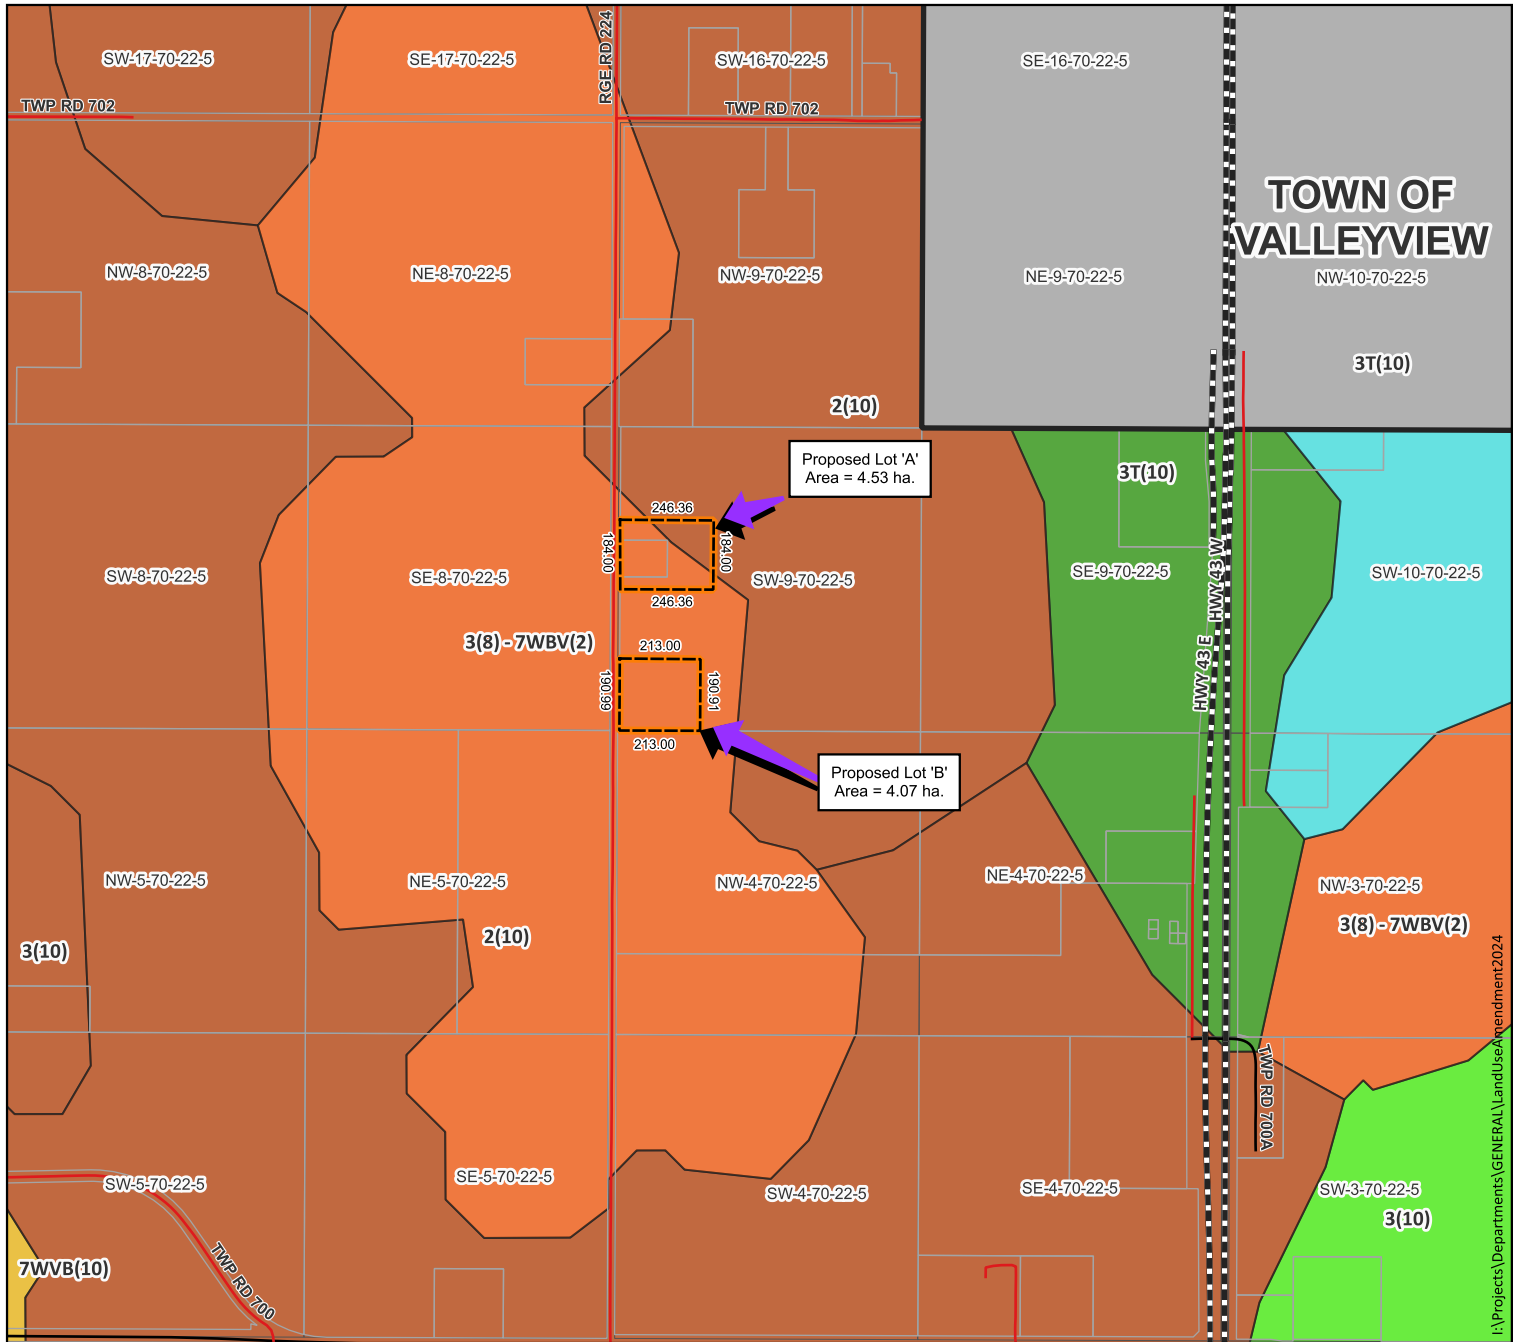 SW-17-70-22-5
SE-17-70-22-5
RGE RD 224
SW-16-70-22-5
SE-16-70-22-5
TWP RD 702
TWP RD 702
TOWN OF
VALLEYVIEW
NW-8-70-22-5
NE-8-70-22-5
NW-9-70-22-5
NE-9-70-22-5
NW-10-70-22-5
3T(10)
2(10)
Proposed Lot 'A'
Area = 4.53 ha.
3T(10)
246.36
184.00
184.00
246.36
SW-8-70-22-5
SE-8-70-22-5
SW-9-70-22-5
SE-9-70-22-5
HWY 43 W
SW-10-70-22-5
3(8) - 7WBV(2)
213.00
190.99
190.91
213.00
HWY 43 E
Proposed Lot 'B'
Area = 4.07 ha.
NW-5-70-22-5
NE-5-70-22-5
NW-4-70-22-5
NE-4-70-22-5
NW-3-70-22-5
3(8) - 7WBV(2)
2(10)
3(10)
TWP RD 700A
SW-5-70-22-5
SE-5-70-22-5
SW-4-70-22-5
SE-4-70-22-5
SW-3-70-22-5
3(10)
7WVB(10)
TWP RD 700
I:\Projects\Departments\GENERAL\LandUseAmendment2024